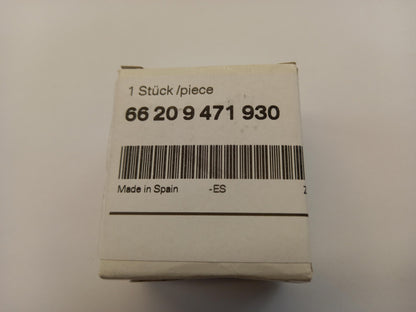 1 Stück /piece
66 20 9 471 930
Made in Spain -ES